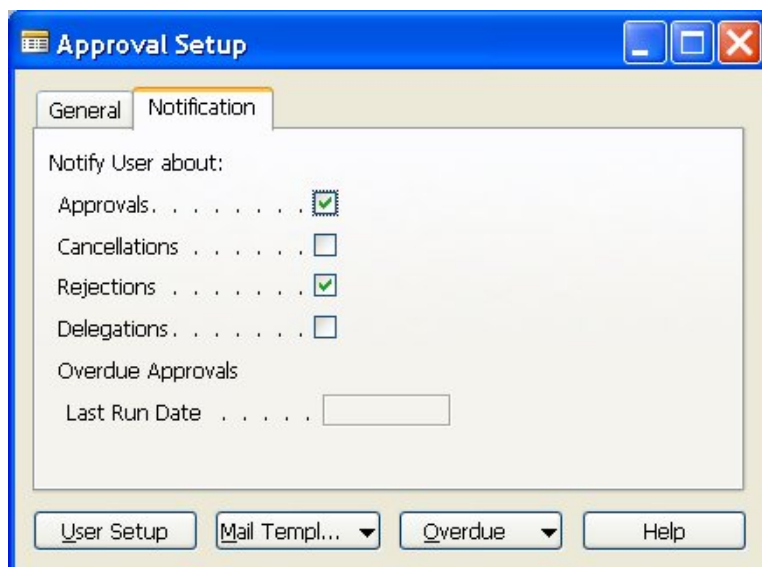 Approval Setup
General Notification
Notify User about:
Approvals. . . . . . . .
Cancellations . . . . . .
Rejections . . . . . . .
Delegations. . . . . . .
Overdue Approvals
Last Run Date . . . . .
User Setup Mail Templ... Overdue Help